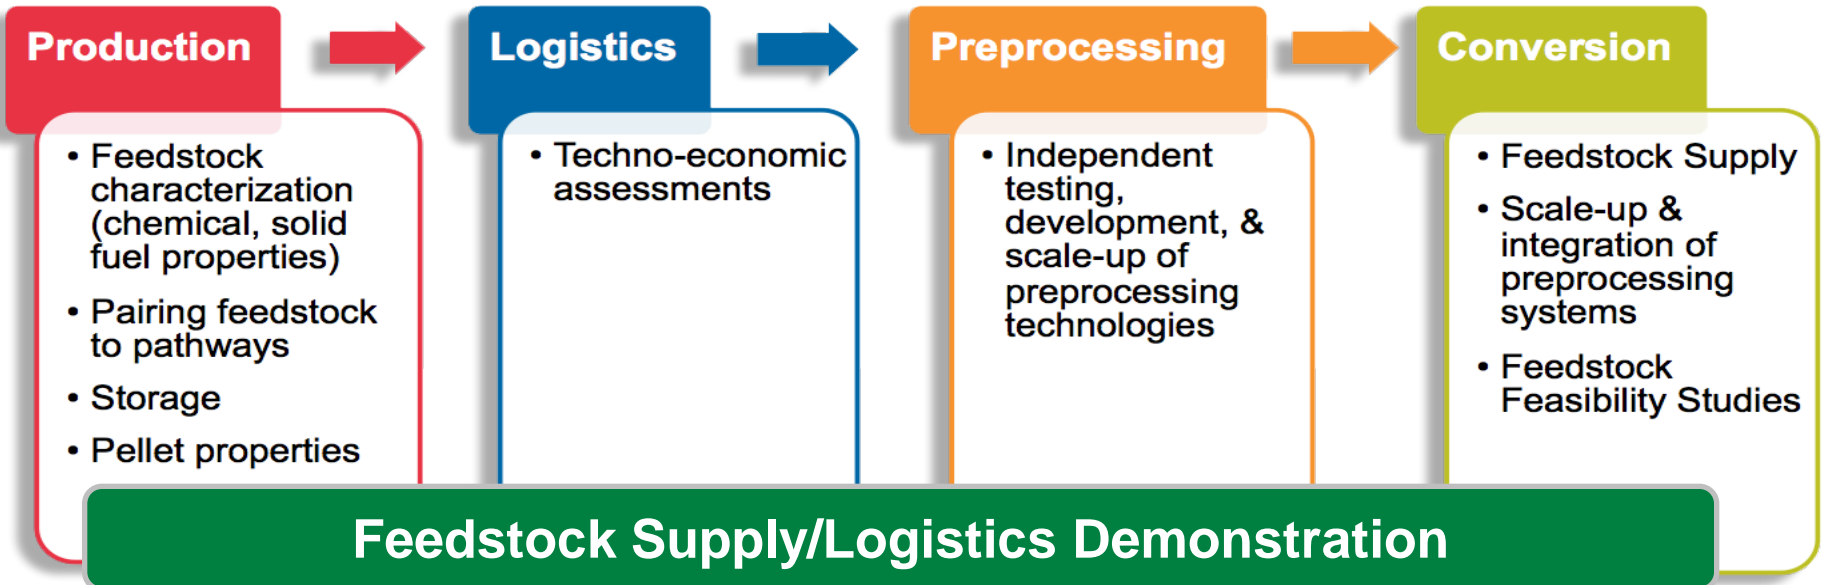 Production
• Feedstock
characterization
(chemical, solid
fuel properties)
• Pairing feedstock
to pathways
• Storage
• Pellet properties
Logistics
• Techno-economic
assessments
Preprocessing
• Independent
testing,
development, &
scale-up of
preprocessing
technologies
Conversion
• Feedstock Supply
• Scale-up &
integration of
preprocessing
systems
• Feedstock
Feasibility Studies
Feedstock Supply/Logistics Demonstration